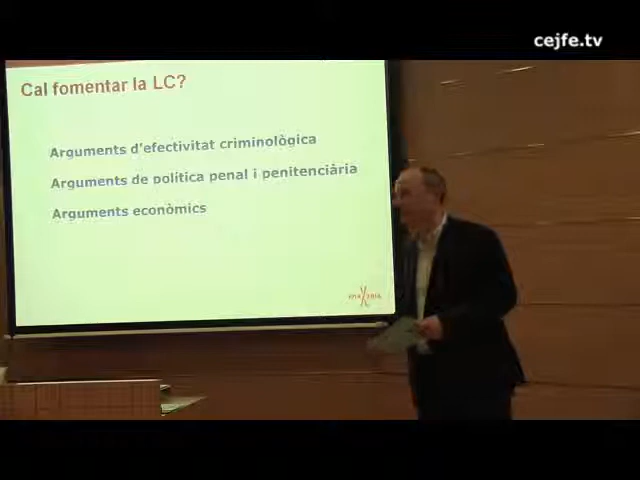 cejfe.tv
Cal fomentar la LC?
Arguments d'efectivitat criminològica
Arguments de política penal i penitenciària
Arguments econòmics